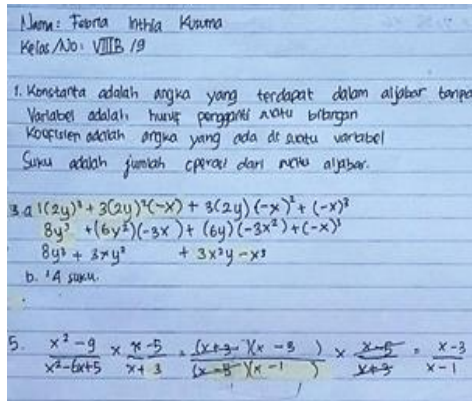 Nama: Febria Inthia Kusuma
Kelas/No: VIIIB /9
1. Konstanta adalah angka yang terdapat dalam aljabar tanpa
Variabel adalah huruf pengganti suatu bilangan
Koefisien adalah angka yang ada di suatu variabel
Suku adalah jumlah operasi dari suatu aljabar.
3.a 1(2y)³ + 3(2y)²(-x) + 3(2y)(-x)² + (-x)³
8y³ + (6y²)(-3x) + (6y)(-3x²) + (-x)³
8y³ + 3xy² + 3x²y - x³
b. 4 suku.
5. x² - 9 / x² - 6x + 5 × x - 5 / x + 3 = (x+3)(x - 3) / (x-5)(x - 1) × x-5 / x+3 = x-3 / x-1